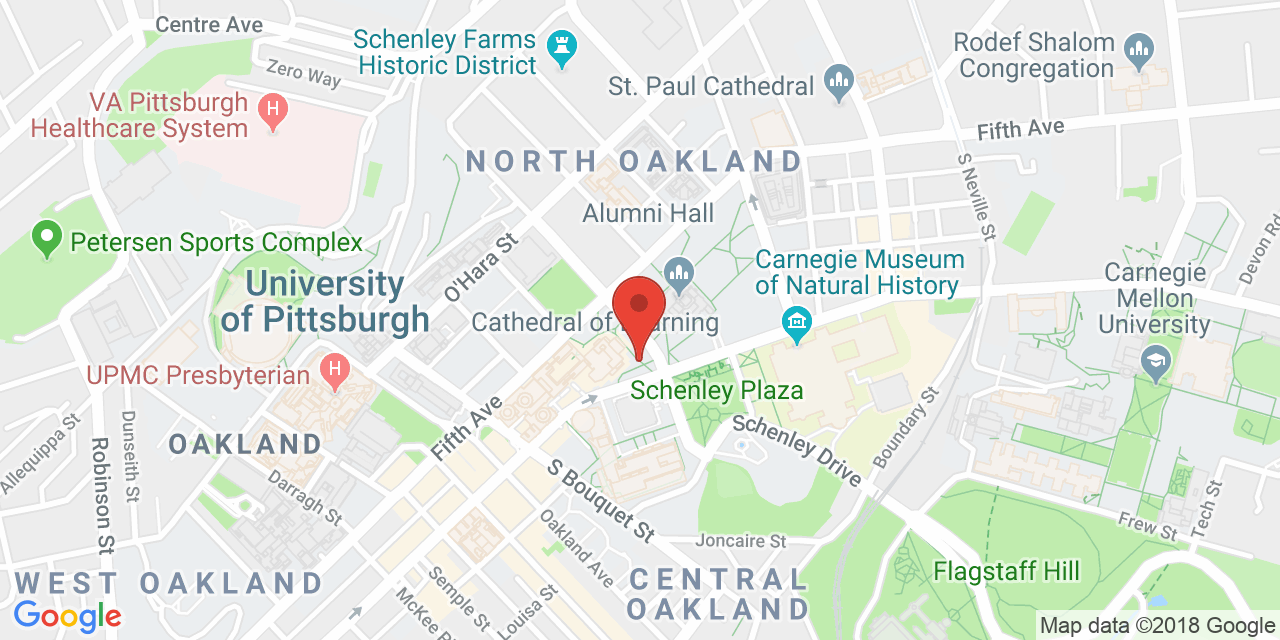 Centre Ave
Schenley Farms
Historic District
Rodef Shalom
Congregation
Zero Way
St. Paul Cathedral
VA Pittsburgh
Healthcare System
Fifth Ave
NORTH OAKLAND
S Neville St
Alumni Hall
Petersen Sports Complex
O'Hara St
Devon Rd
Carnegie Museum
of Natural History
University
of Pittsburgh
Carnegie
Mellon
University
Cathedral of Learning
UPMC Presbyterian
Schenley Plaza
Fifth Ave
Schenley Drive
Boundary St
Allequippa St
Dunseith St
Robinson St
OAKLAND
Darragh St
S Bouquet St
Tech St
Frew St
Oakland Ave
Joncaire St
WEST OAKLAND
Semple St
McKee
Louisa St
CENTRAL
OAKLAND
Flagstaff Hill
Google
Map data ©2018 Google